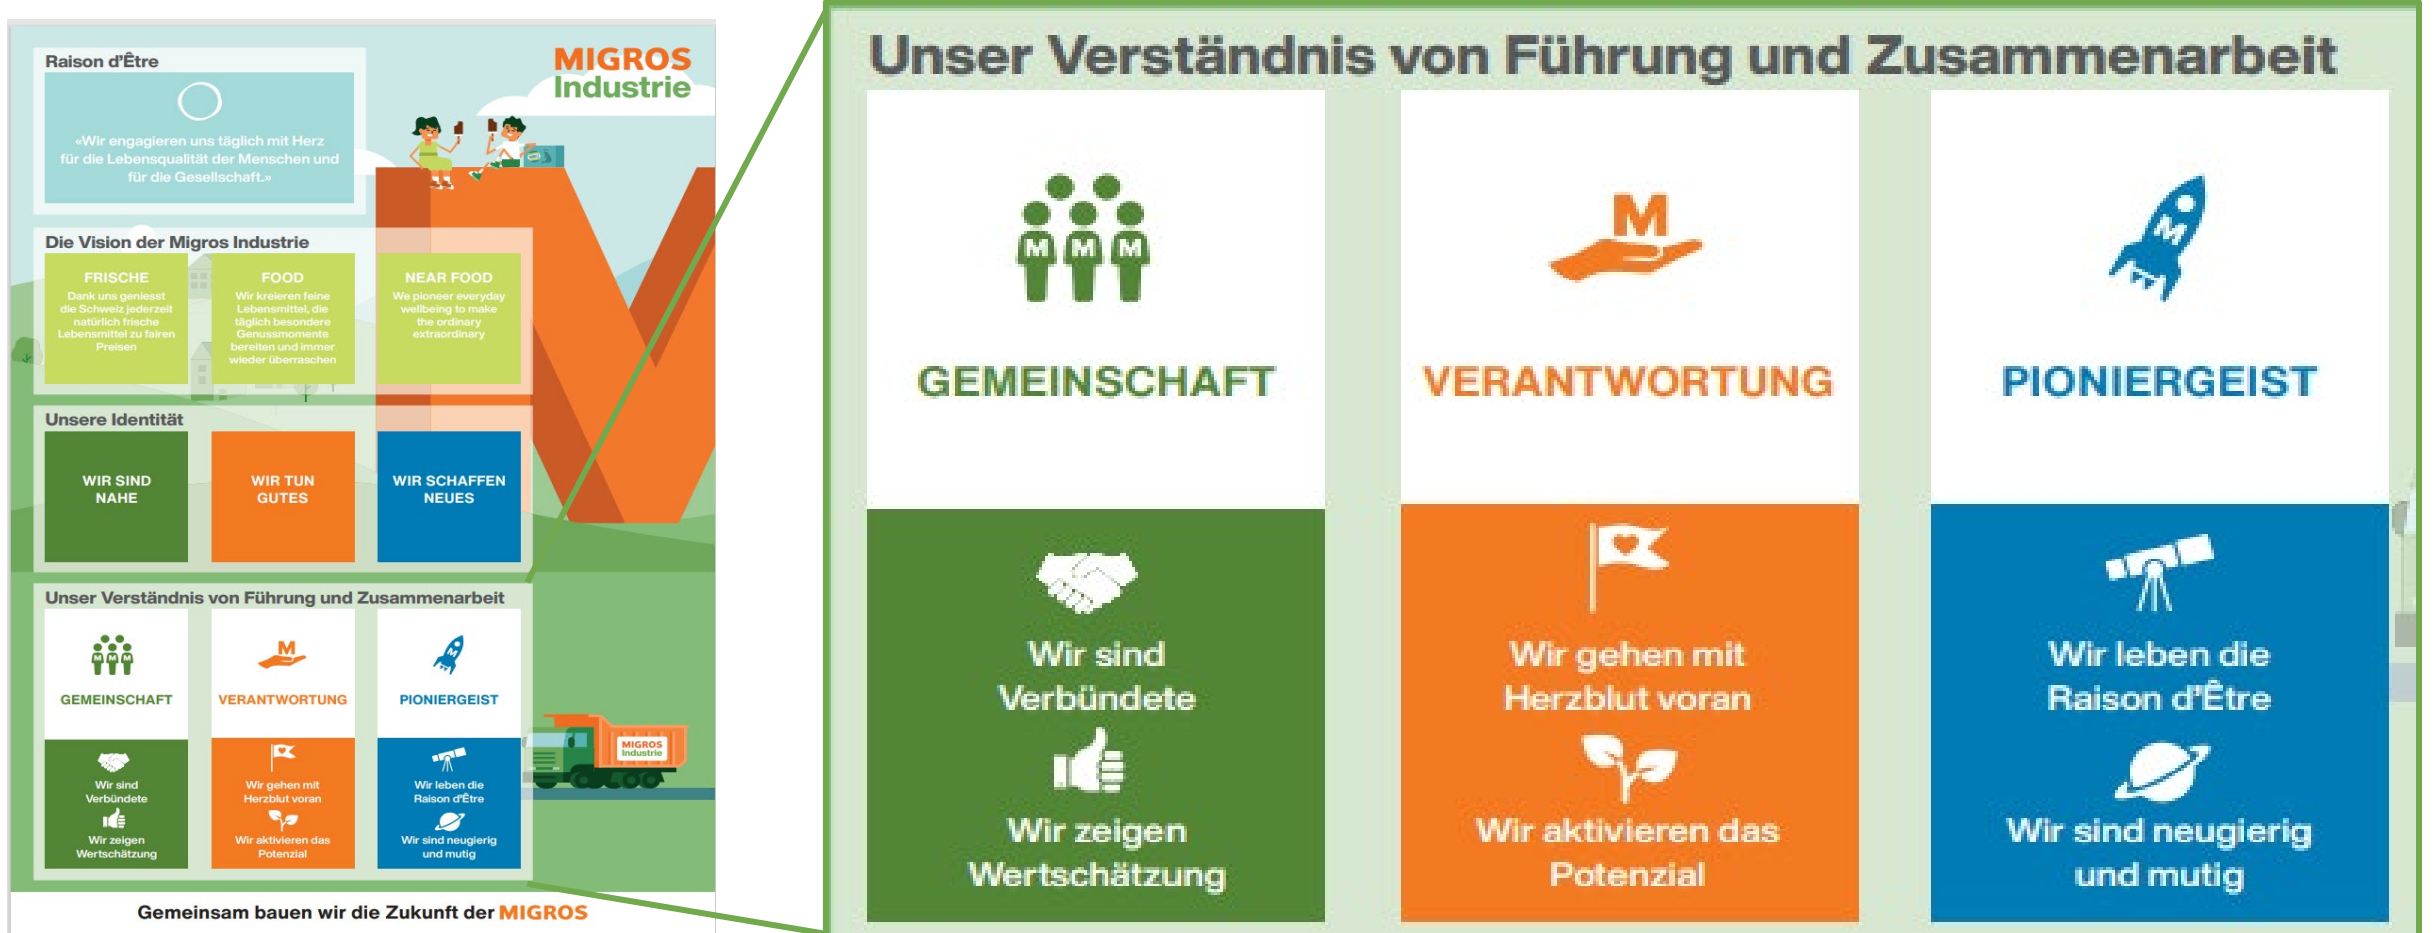 Raison d'Être
MIGROS
Industrie
«Wir engagieren uns täglich mit Herz
für die Lebensqualität der Menschen und
für die Gesellschaft.»
Die Vision der Migros Industrie
FRISCHE
Dank uns geniesst
die Schweiz jederzeit
natürlich frische
Lebensmittel zu fairen
Preisen
FOOD
Wir kreieren feine
Lebensmittel, die
täglich besondere
Genussmomente
bereiten und immer
wieder überraschen
NEAR FOOD
We pioneer everyday
wellbeing to make
the ordinary
extraordinary
Unsere Identität
WIR SIND
NAHE
WIR TUN
GUTES
WIR SCHAFFEN
NEUES
Unser Verständnis von Führung und Zusammenarbeit
M M M
GEMEINSCHAFT
M
VERANTWORTUNG
M
PIONIERGEIST
Wir sind
Verbündete
Wir zeigen
Wertschätzung
Wir gehen mit
Herzblut voran
Wir aktivieren das
Potenzial
Wir leben die
Raison d'Être
Wir sind neugierig
und mutig
MIGROS
Industrie
Gemeinsam bauen wir die Zukunft der MIGROS
Unser Verständnis von Führung und Zusammenarbeit
M M M
GEMEINSCHAFT
M
VERANTWORTUNG
M
PIONIERGEIST
Wir sind
Verbündete
Wir zeigen
Wertschätzung
Wir gehen mit
Herzblut voran
Wir aktivieren das
Potenzial
Wir leben die
Raison d'Être
Wir sind neugierig
und mutig